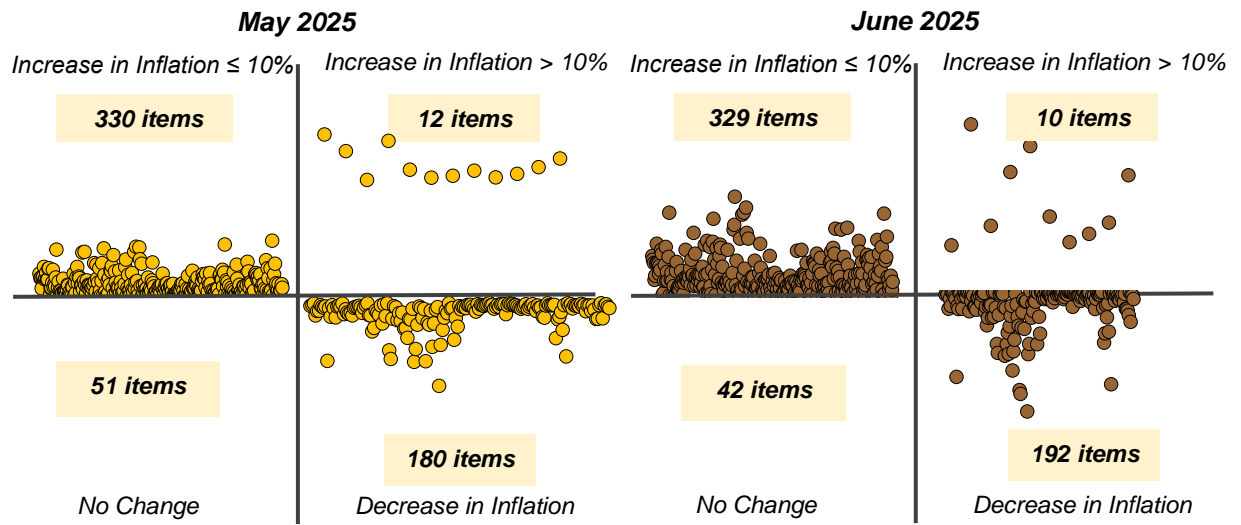 May 2025
Increase in Inflation ≤ 10%
Increase in Inflation > 10%
330 items
12 items
51 items
180 items
No Change
Decrease in Inflation
June 2025
Increase in Inflation ≤ 10%
Increase in Inflation > 10%
329 items
10 items
42 items
192 items
No Change
Decrease in Inflation